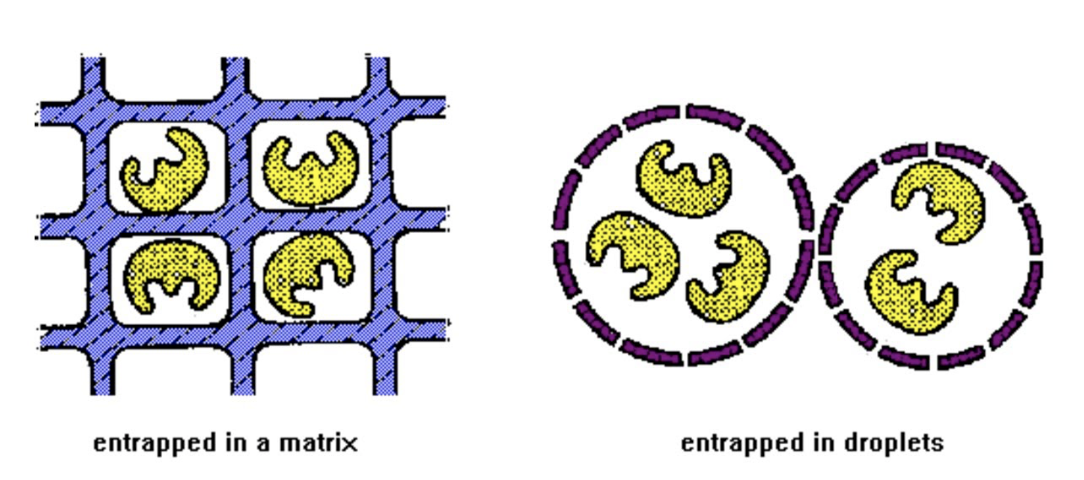 entrapped in a matrix
entrapped in droplets